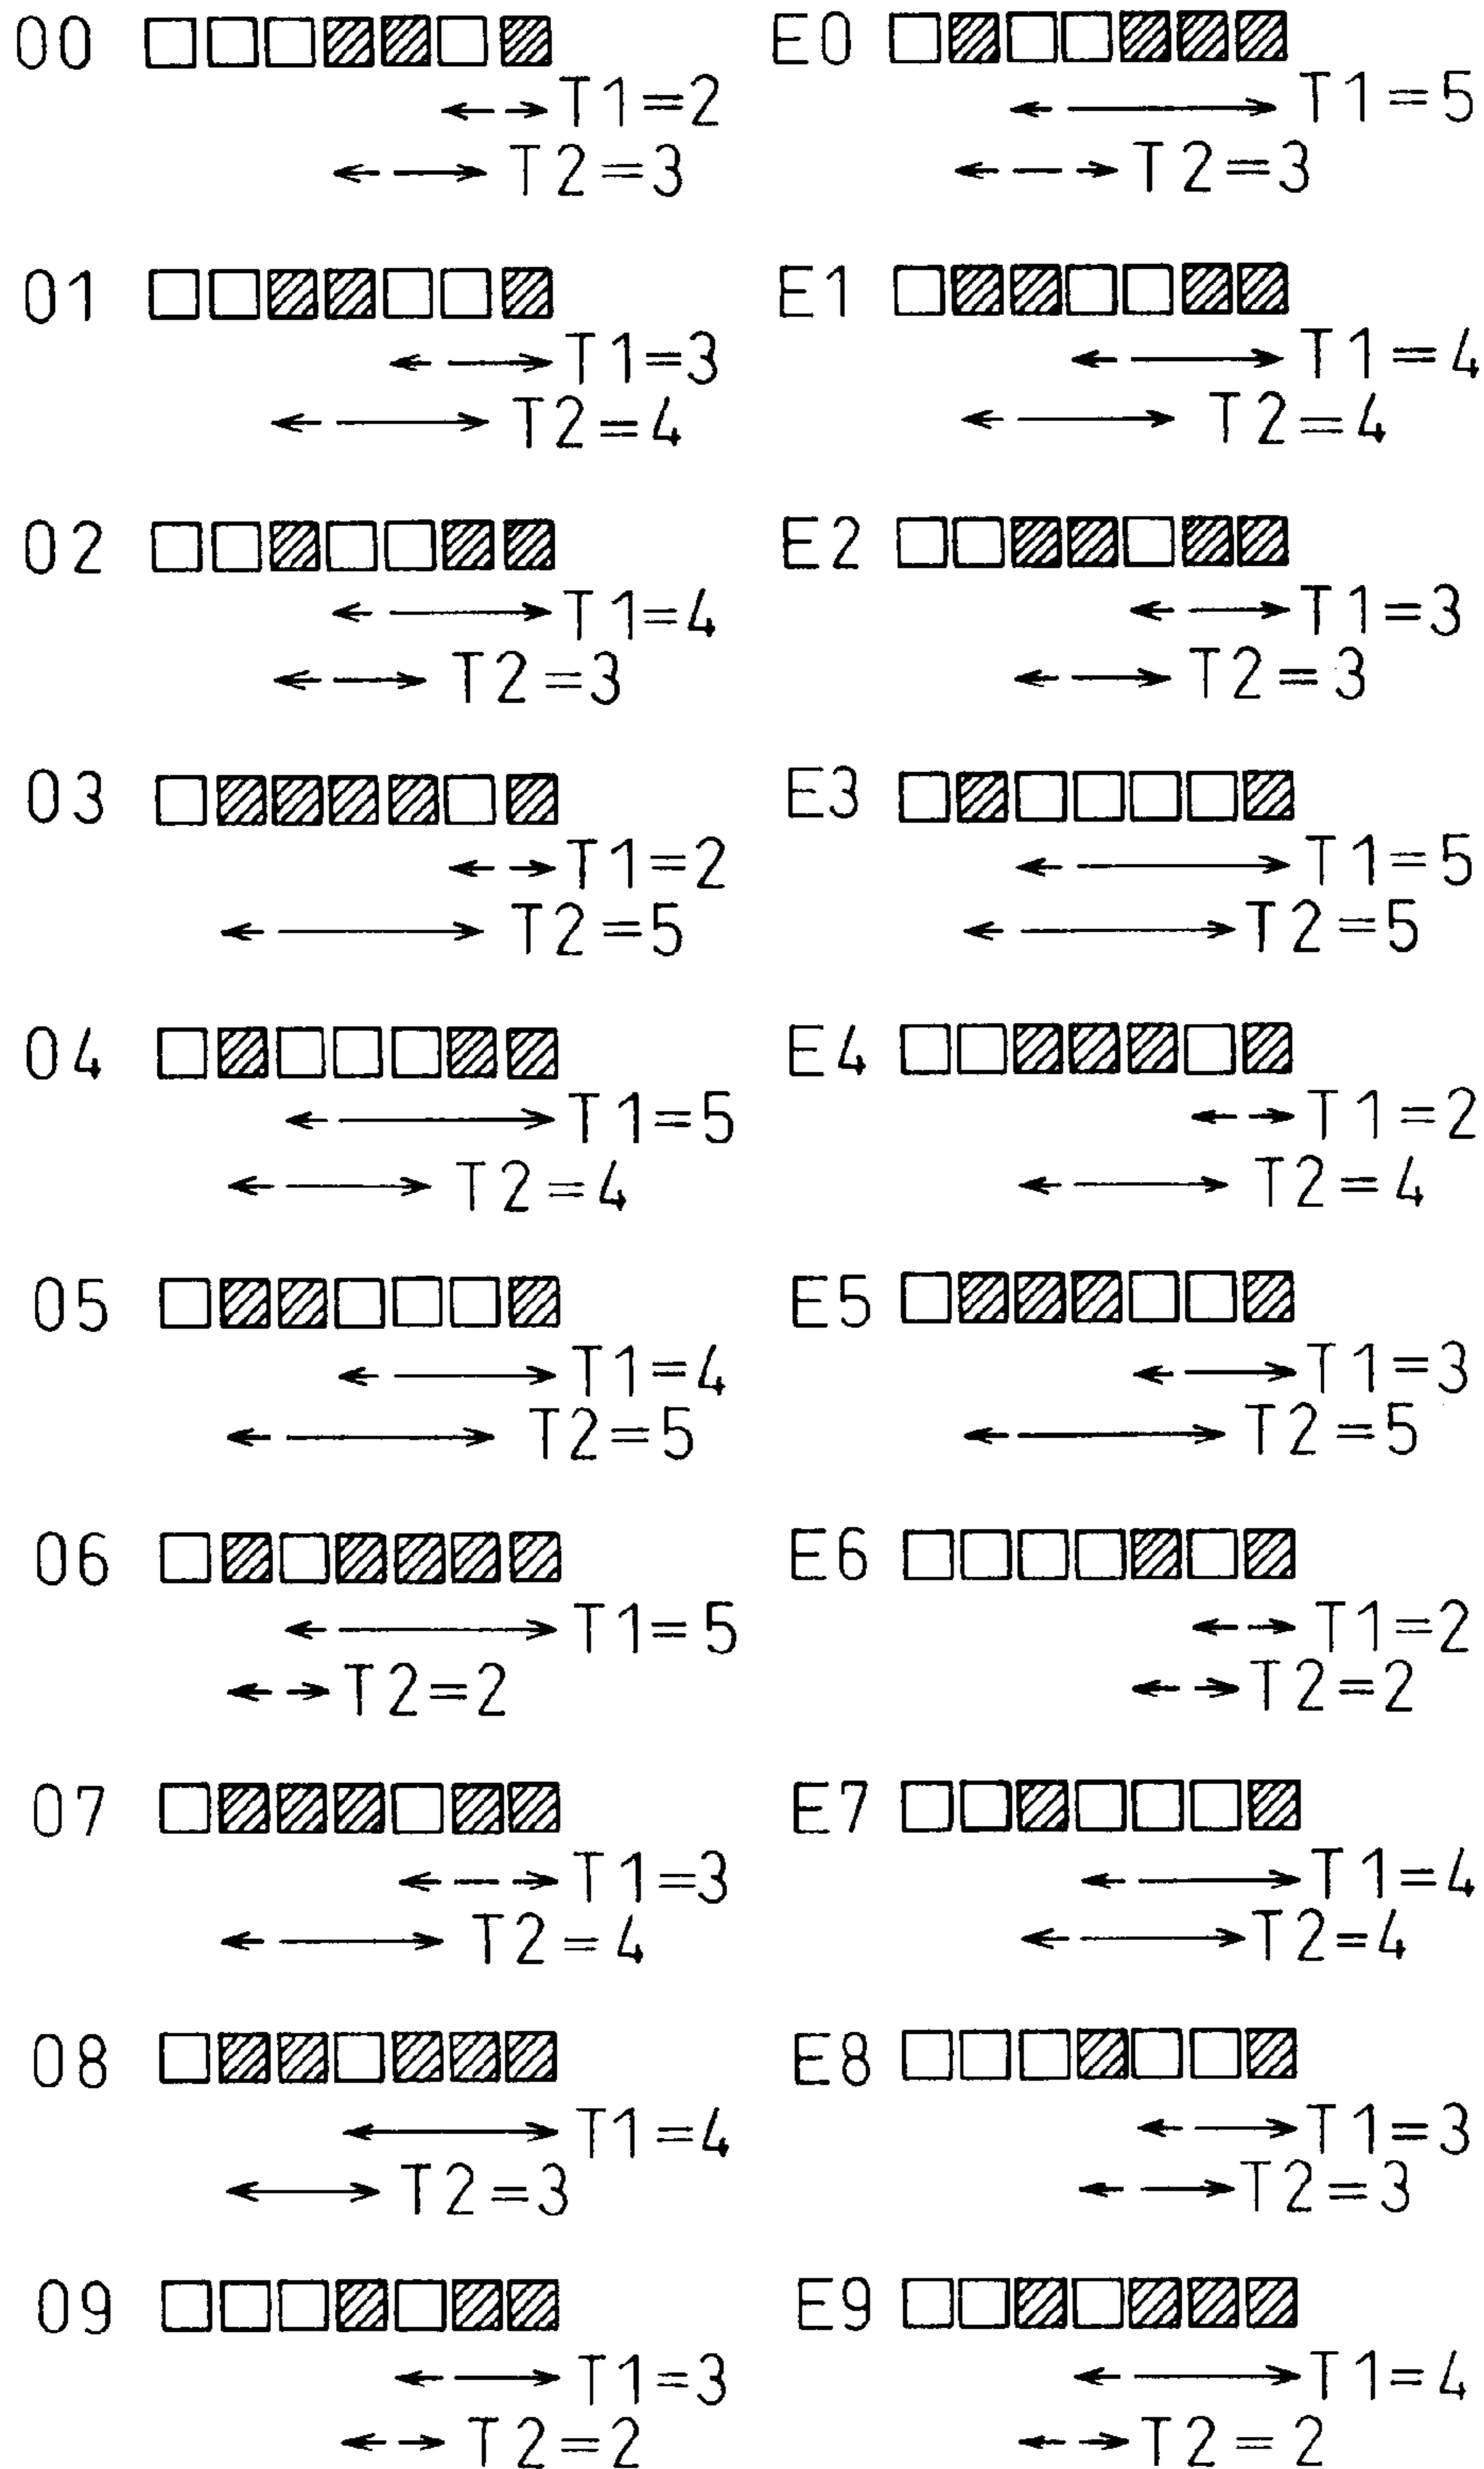 00 E0
T1=2 T1=5
T2=3 T2=3
01 E1
T1=3 T1=4
T2=4 T2=4
02 E2
T1=4 T1=3
T2=3 T2=3
03 E3
T1=2 T1=5
T2=5 T2=5
04 E4
T1=5 T1=2
T2=4 T2=4
05 E5
T1=4 T1=3
T2=5 T2=5
06 E6
T1=5 T1=2
T2=2 T2=2
07 E7
T1=3 T1=4
T2=4 T2=4
08 E8
T1=4 T1=3
T2=3 T2=3
09 E9
T1=3 T1=4
T2=2 T2=2